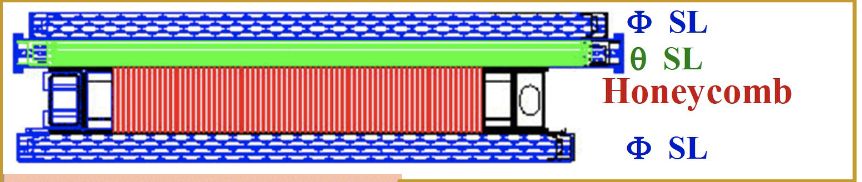 Φ SL
θ SL
Honeycomb
Φ SL